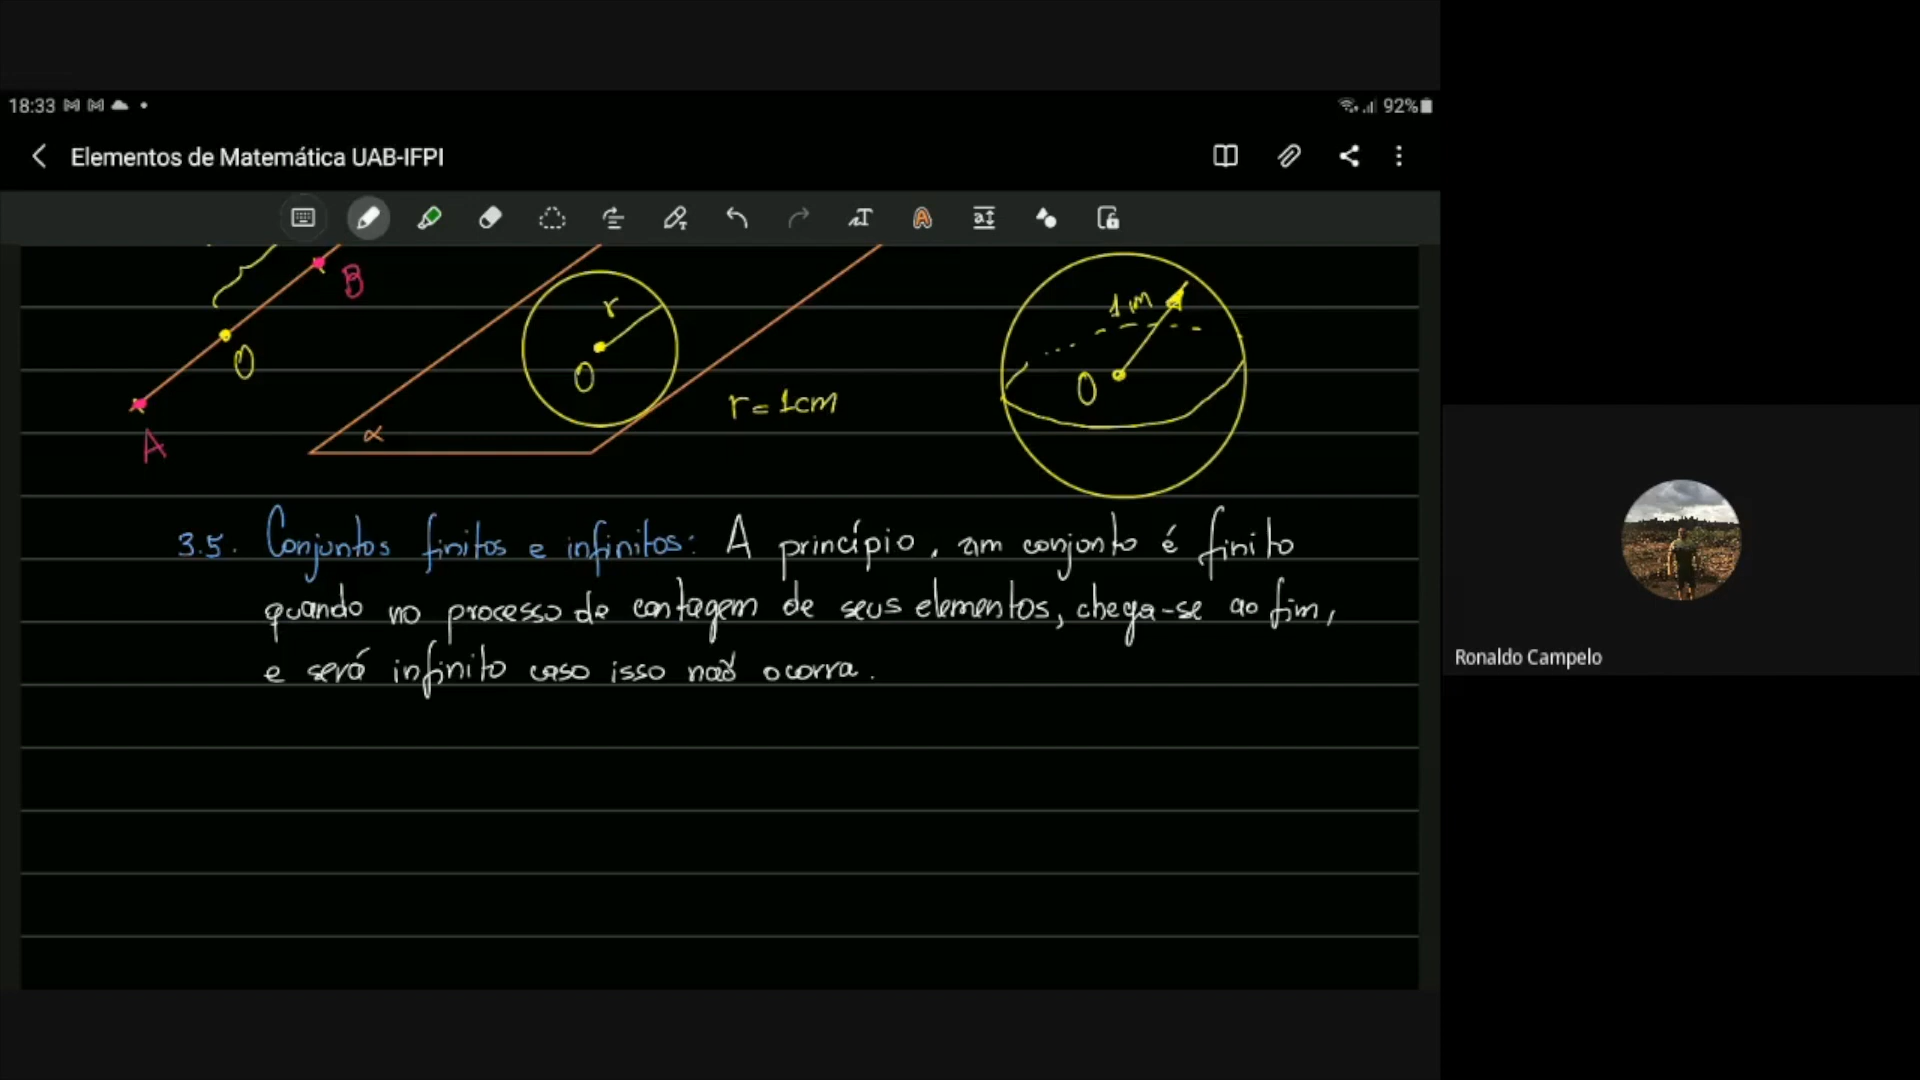 18:33
92%
Elementos de Matemática UAB-IFPI
B
r
1m
O
O
O
r = 1cm
A
α
3.5. Conjuntos finitos e infinitos: A princípio, um conjunto é finito
quando no processo de contagem de seus elementos, chega-se ao fim,
e será infinito caso isso não ocorra.
Ronaldo Campelo